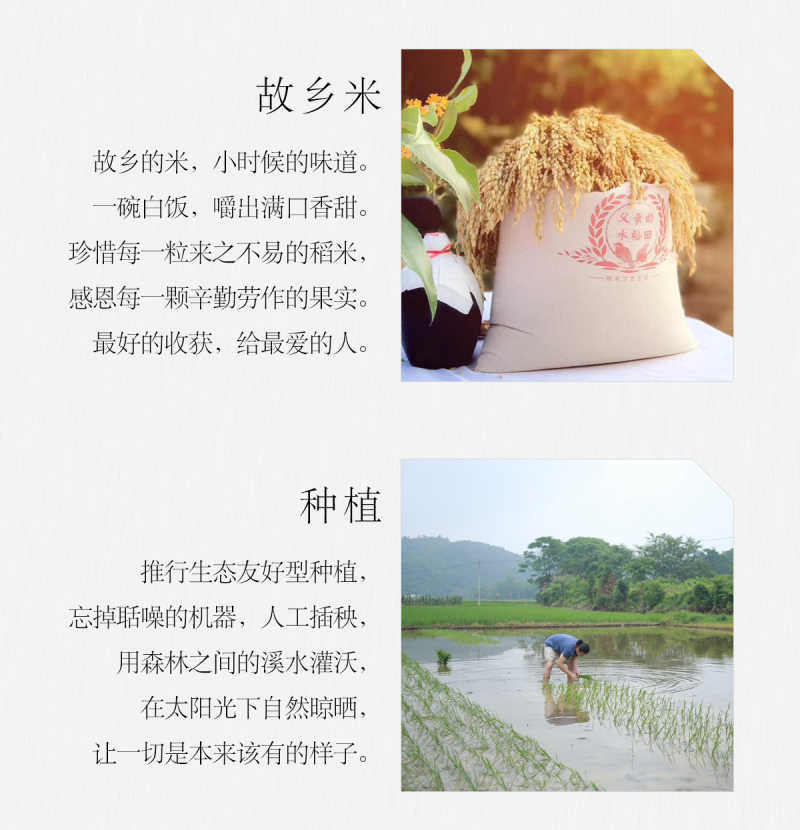 故乡米
故乡的米，小时候的味道。
一碗白饭，嚼出满口香甜。
珍惜每一粒来之不易的稻米，
感恩每一颗辛勤劳作的果实。
最好的收获，给最爱的人。
父亲的
水稻田
种植
推行生态友好型种植，
忘掉聒噪的机器，人工插秧，
用森林之间的溪水灌沃，
在太阳光下自然晾晒，
让一切是本来该有的样子。